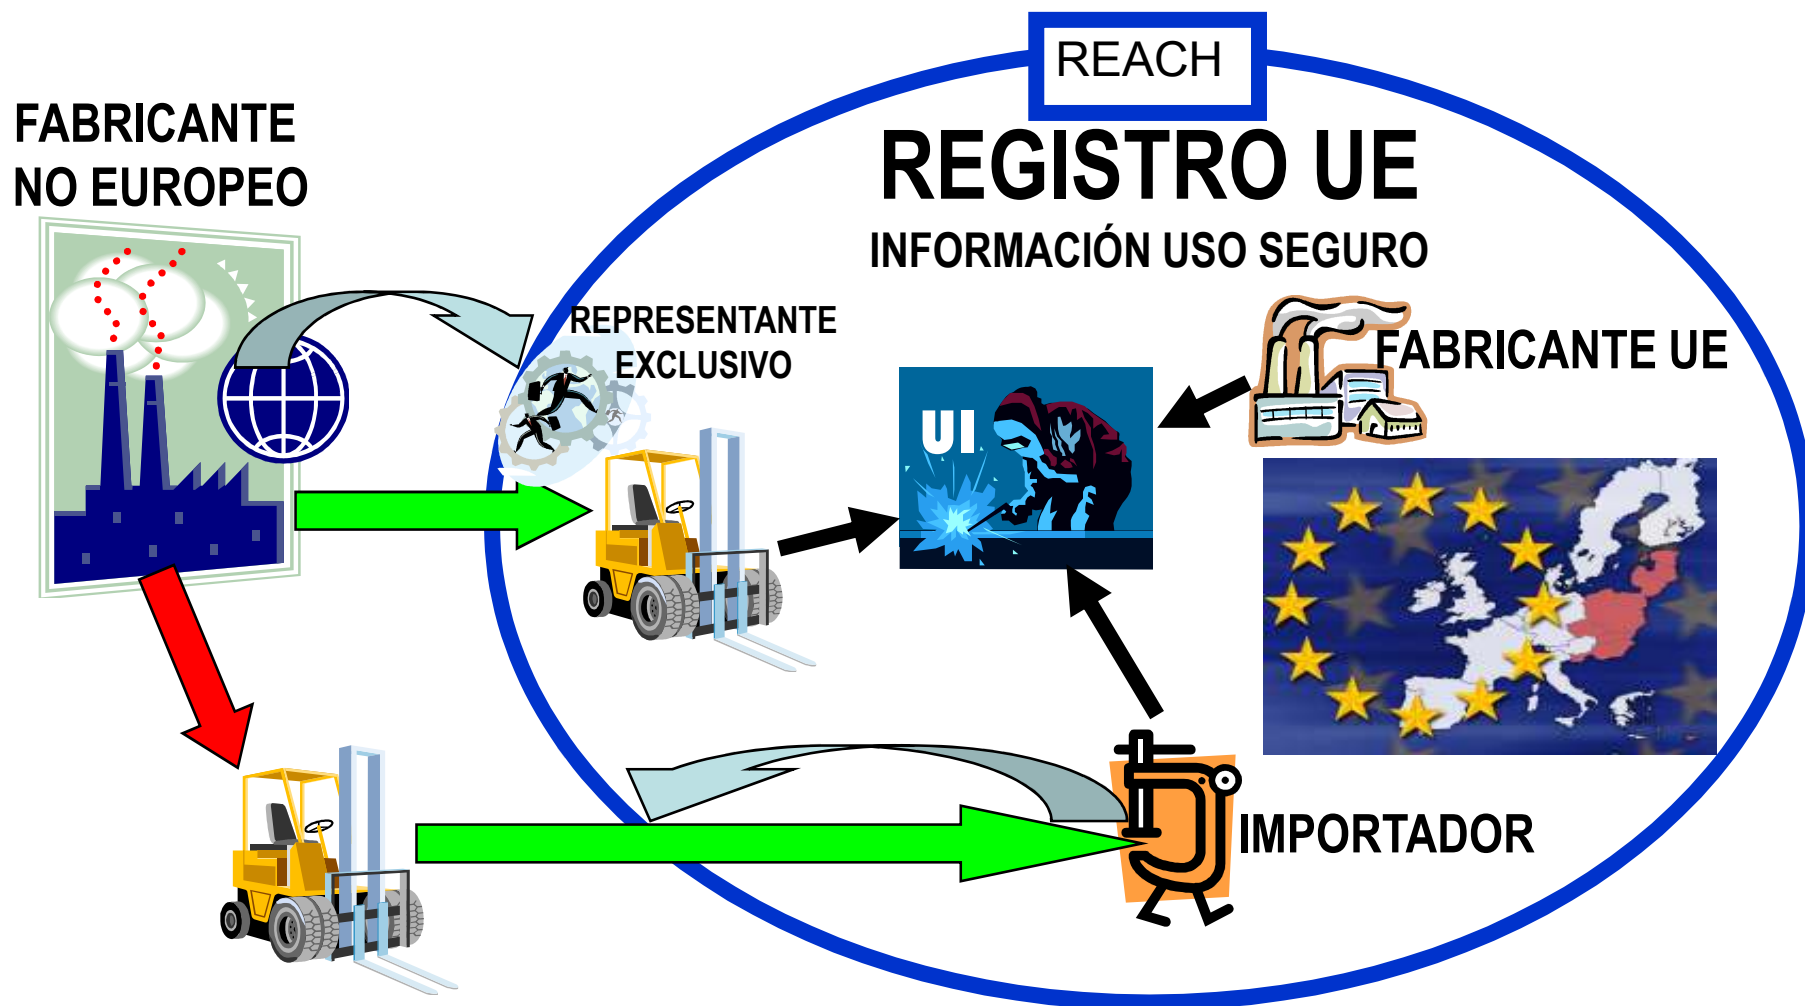 REACH
FABRICANTE
NO EUROPEO
REGISTRO UE
INFORMACIÓN USO SEGURO
REPRESENTANTE
EXCLUSIVO
FABRICANTE UE
UI
IMPORTADOR